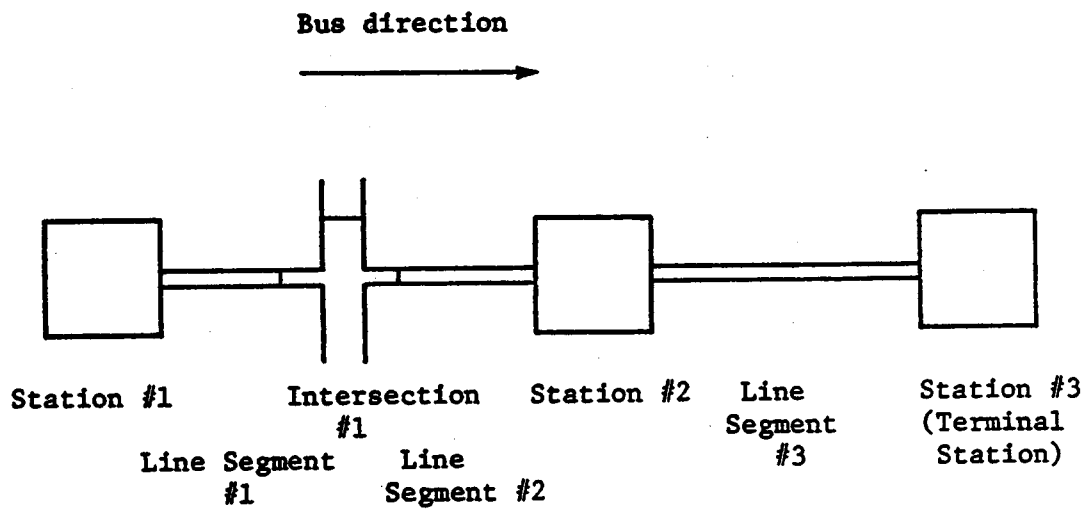 Bus direction
Station #1
Intersection
#1
Station #2
Line
Segment
#3
Station #3
(Terminal
Station)
Line Segment
#1
Line
Segment #2